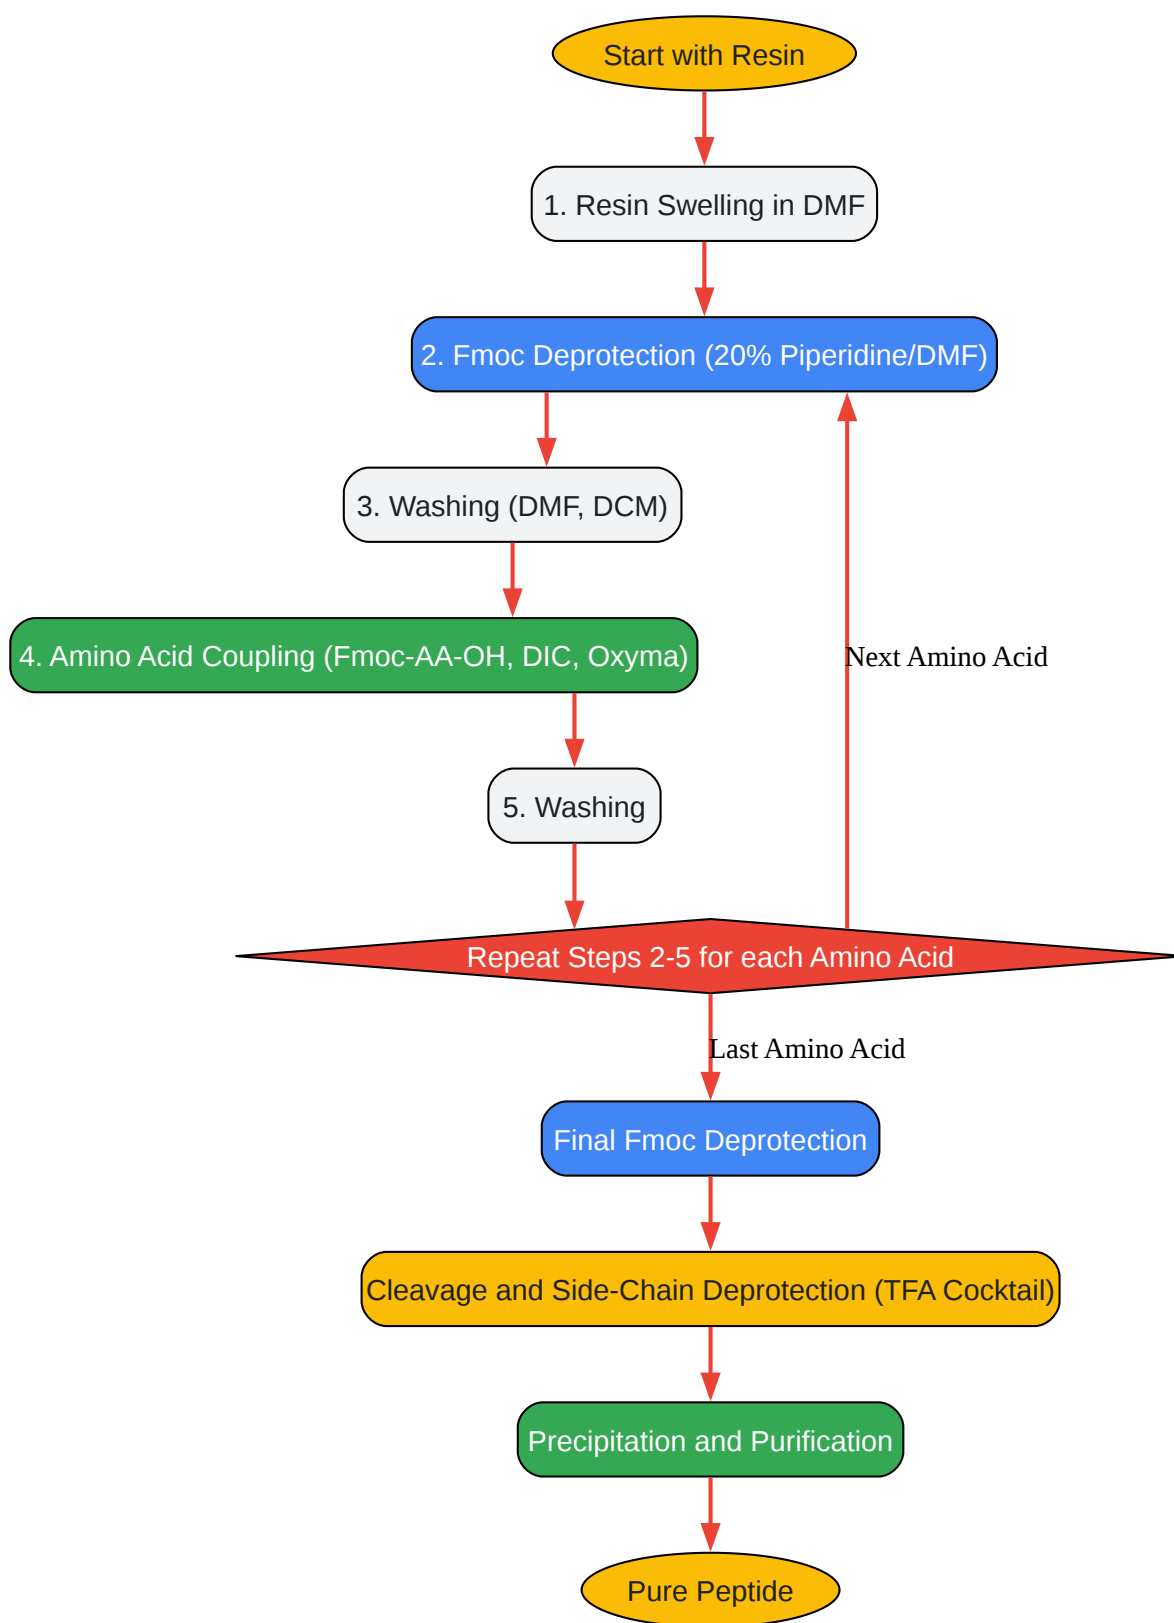 Start with Resin
1. Resin Swelling in DMF
2. Fmoc Deprotection (20% Piperidine/DMF)
3. Washing (DMF, DCM)
4. Amino Acid Coupling (Fmoc-AA-OH, DIC, Oxyma)
Next Amino Acid
5. Washing
Repeat Steps 2-5 for each Amino Acid
Last Amino Acid
Final Fmoc Deprotection
Cleavage and Side-Chain Deprotection (TFA Cocktail)
Precipitation and Purification
Pure Peptide